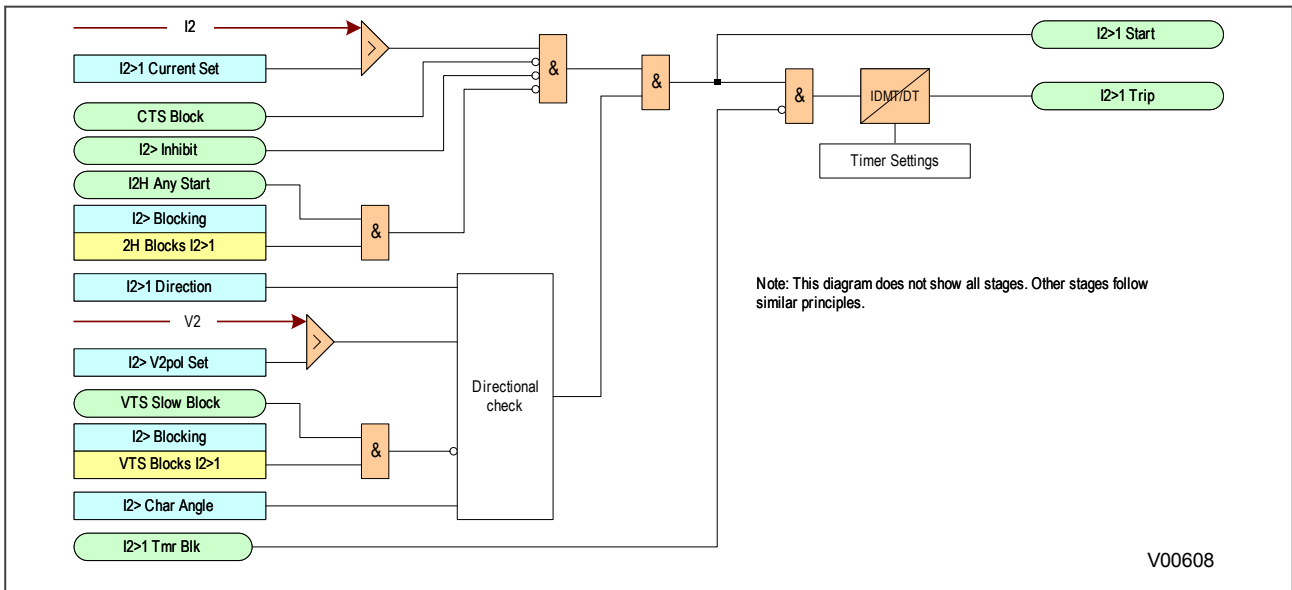 I2
I2>1 Start
I2>1 Current Set
&
&
&
IDMT/DT
I2>1 Trip
CTS Block
I2> Inhibit
Timer Settings
I2H Any Start
I2> Blocking
&
2H Blocks I2>1
I2>1 Direction
Note: This diagram does not show all stages. Other stages follow
similar principles.
V2
I2> V2pol Set
Directional
check
VTS Slow Block
I2> Blocking
&
VTS Blocks I2>1
I2> Char Angle
I2>1 Tmr Blk
V00608